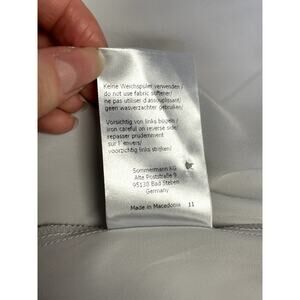 Keine Weichspüler verwenden /
do not use fabric softener/
ne pas utiliser d'assouplissant/
geen wasverzachter gebruiken.
Vorsichtig von links bügeln /
iron careful on reverse side/
repasser prudemment
sur l'envers/
voorzichtig links strijken/
Sommermann KG
Alte Poststraße 9
95138 Bad Steben
Germany
Made in Macedonia 11